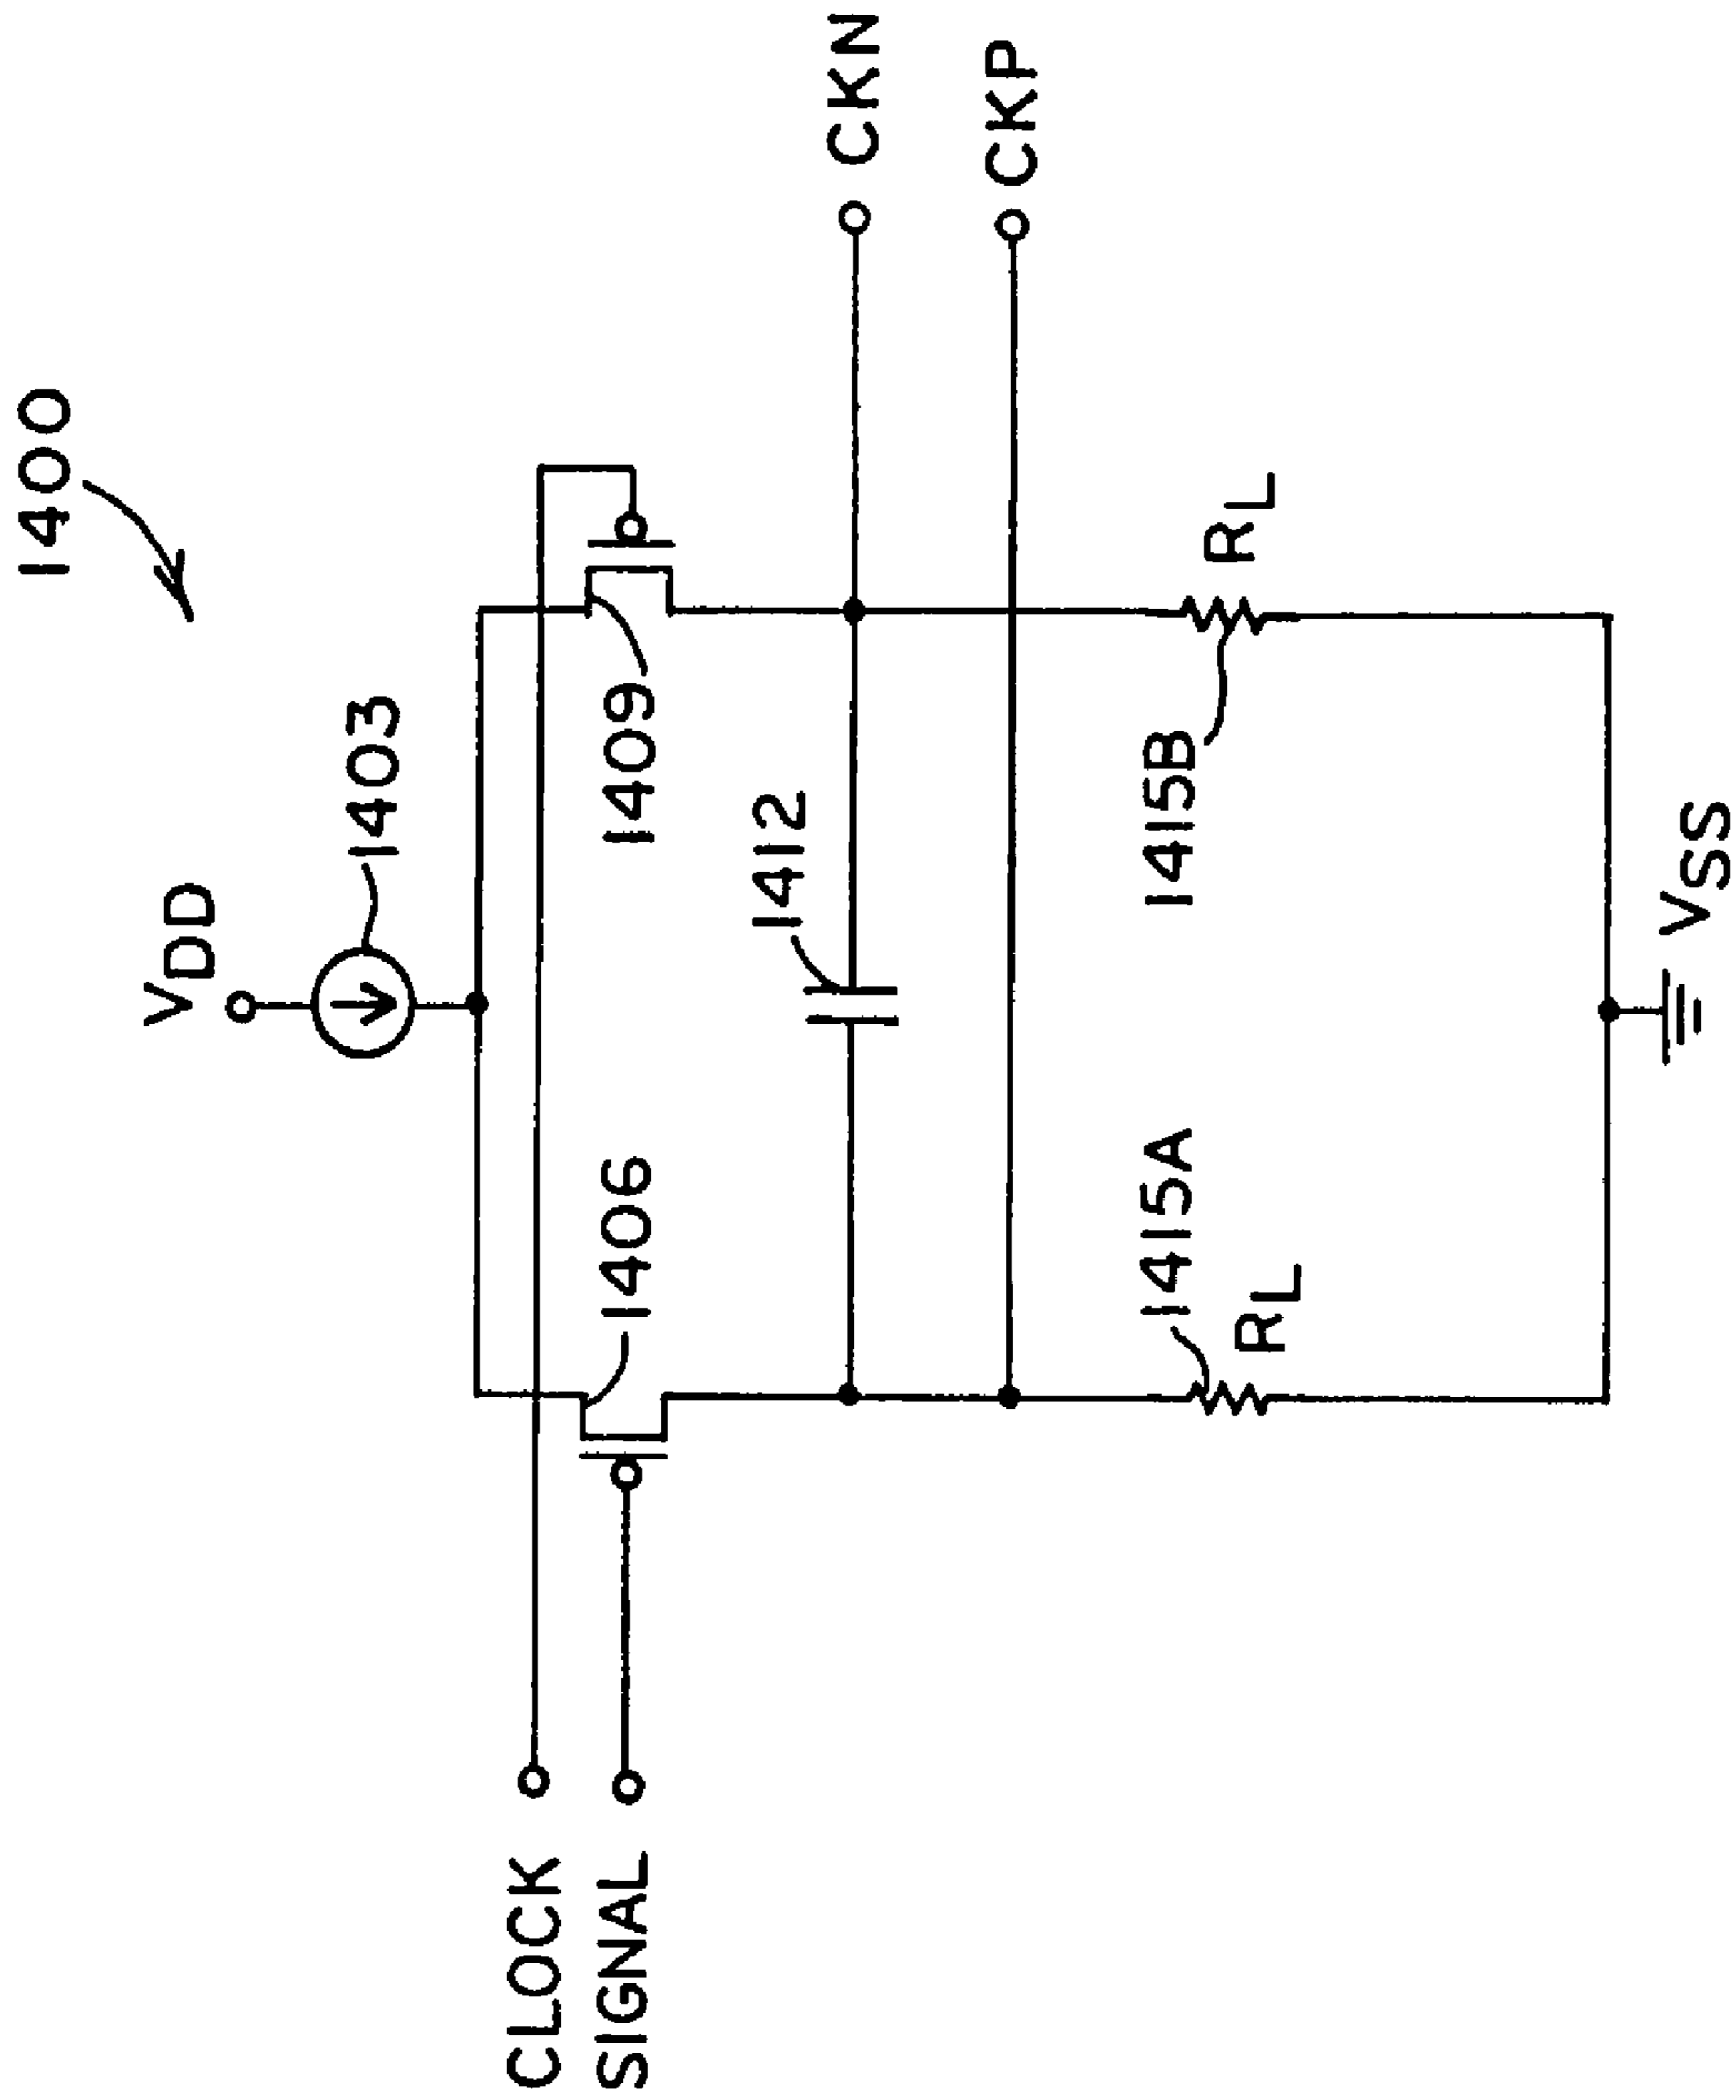 1400
VDD
1403
CLOCK
SIGNAL
1406
1409
1412
CKN
CKP
1415A
RL
1415B
RL
VSS